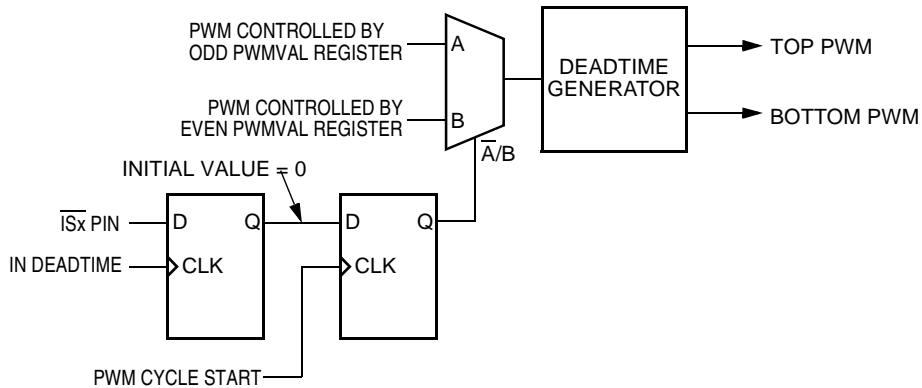 PWM CONTROLLED BY
ODD PWMVAL REGISTER
A
DEADTIME
GENERATOR
TOP PWM
PWM CONTROLLED BY
EVEN PWMVAL REGISTER
B
BOTTOM PWM
A̅/B
INITIAL VALUE = 0
I̅S̅x̅ PIN
D
Q
D
Q
IN DEADTIME
CLK
CLK
PWM CYCLE START